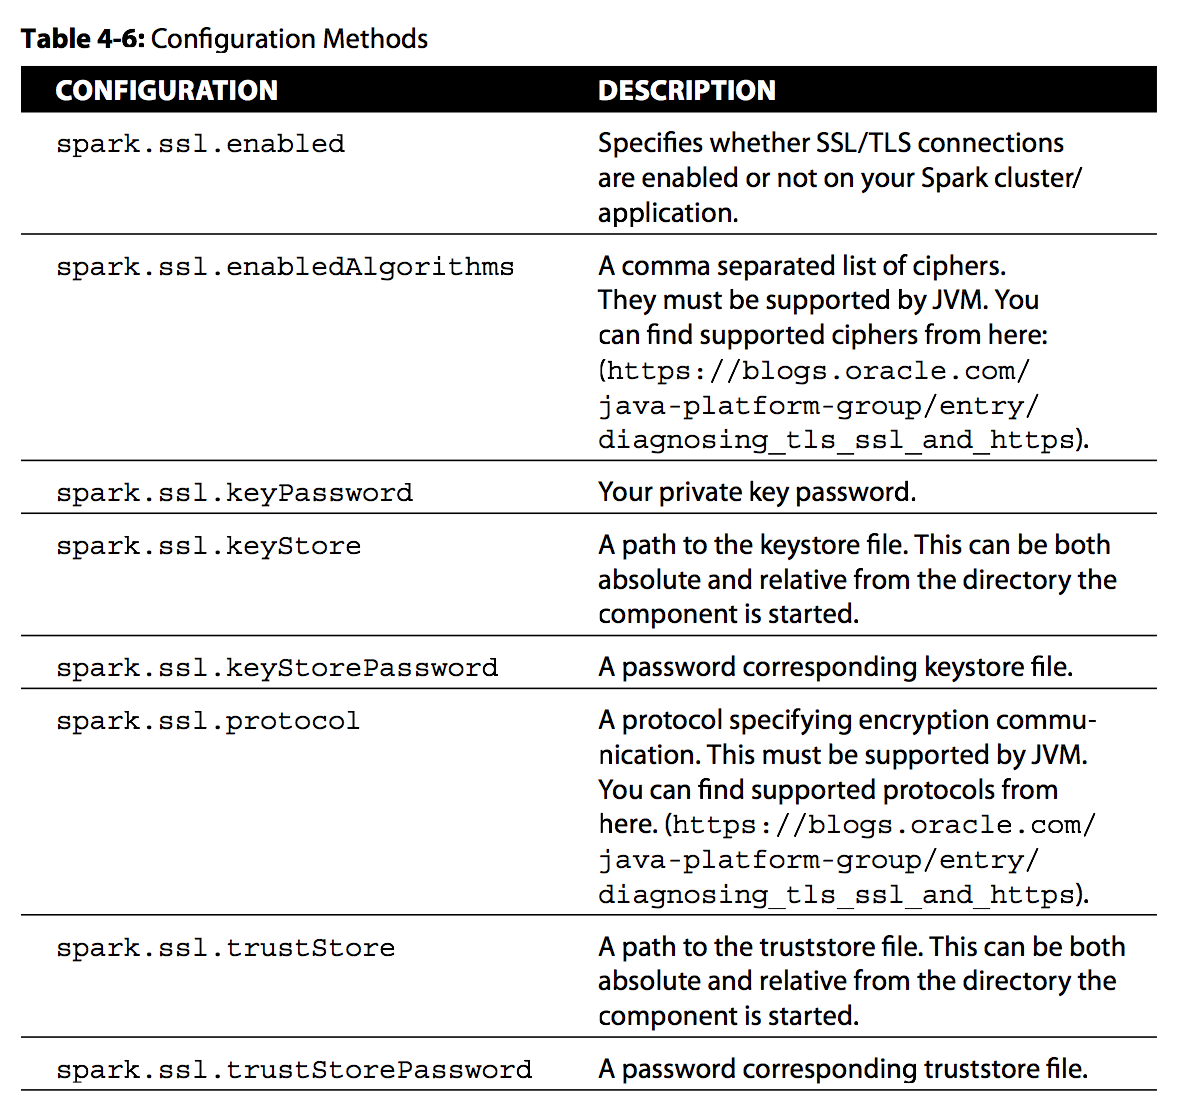 Table 4-6: Configuration Methods
CONFIGURATION DESCRIPTION
spark.ssl.enabled Specifies whether SSL/TLS connections
are enabled or not on your Spark cluster/
application.
spark.ssl.enabledAlgorithms A comma separated list of ciphers.
They must be supported by JVM. You
can find supported ciphers from here:
(https://blogs.oracle.com/
java-platform-group/entry/
diagnosing_tls_ssl_and_https).
spark.ssl.keyPassword Your private key password.
spark.ssl.keyStore A path to the keystore file. This can be both
absolute and relative from the directory the
component is started.
spark.ssl.keyStorePassword A password corresponding keystore file.
spark.ssl.protocol A protocol specifying encryption commu-
nication. This must be supported by JVM.
You can find supported protocols from
here. (https://blogs.oracle.com/
java-platform-group/entry/
diagnosing_tls_ssl_and_https).
spark.ssl.trustStore A path to the truststore file. This can be both
absolute and relative from the directory the
component is started.
spark.ssl.trustStorePassword A password corresponding truststore file.